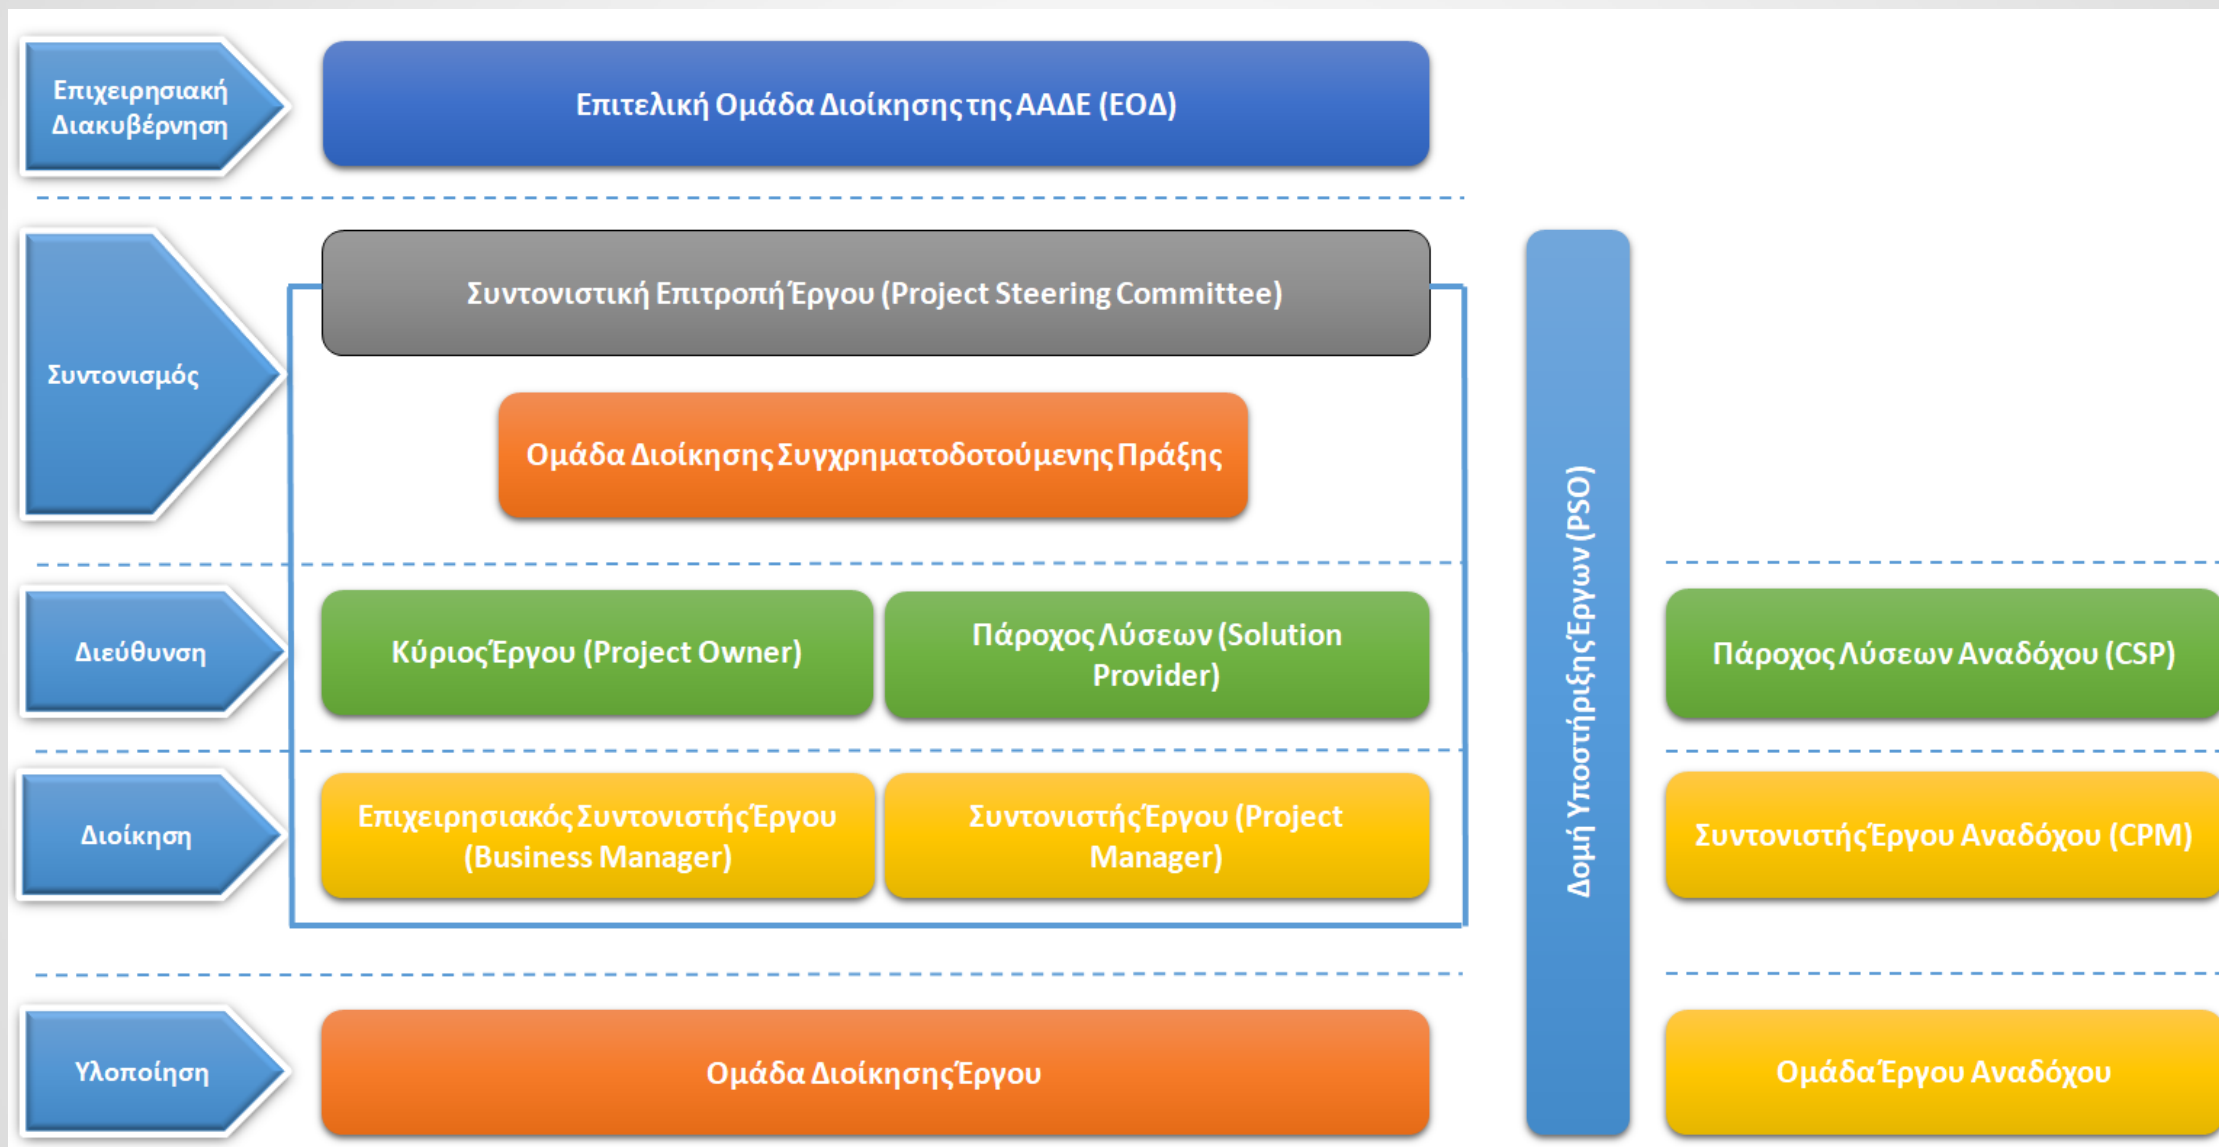 Επιχειρησιακή
Διακυβέρνηση
Επιτελική Ομάδα Διοίκησης της ΑΑΔΕ (ΕΟΔ)
Συντονισμός
Συντονιστική Επιτροπή Έργου (Project Steering Committee)
Ομάδα Διοίκησης Συγχρηματοδοτούμενης Πράξης
Διεύθυνση
Κύριος Έργου (Project Owner)
Πάροχος Λύσεων (Solution
Provider)
Διοίκηση
Επιχειρησιακός Συντονιστής Έργου
(Business Manager)
Συντονιστής Έργου (Project
Manager)
Υλοποίηση
Ομάδα Διοίκησης Έργου
Δομή Υποστήριξης Έργων (PSO)
Πάροχος Λύσεων Αναδόχου (CSP)
Συντονιστής Έργου Αναδόχου (CPM)
Ομάδα Έργου Αναδόχου